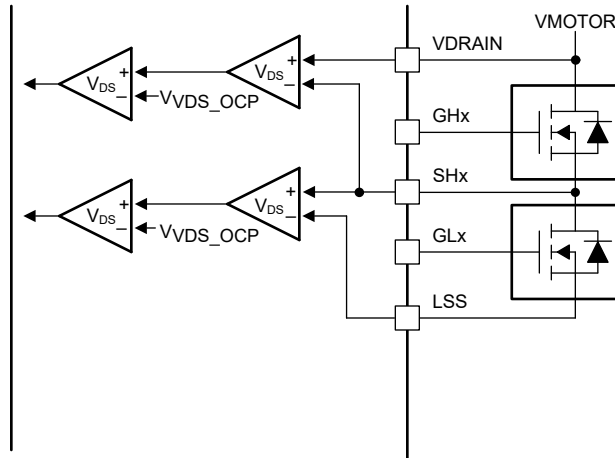 VMOTOR
VDRAIN
+
VDS
–
+
VDS
–
VVDS_OCP
GHx
SHx
+
VDS
–
+
VDS
–
VVDS_OCP
GLx
LSS